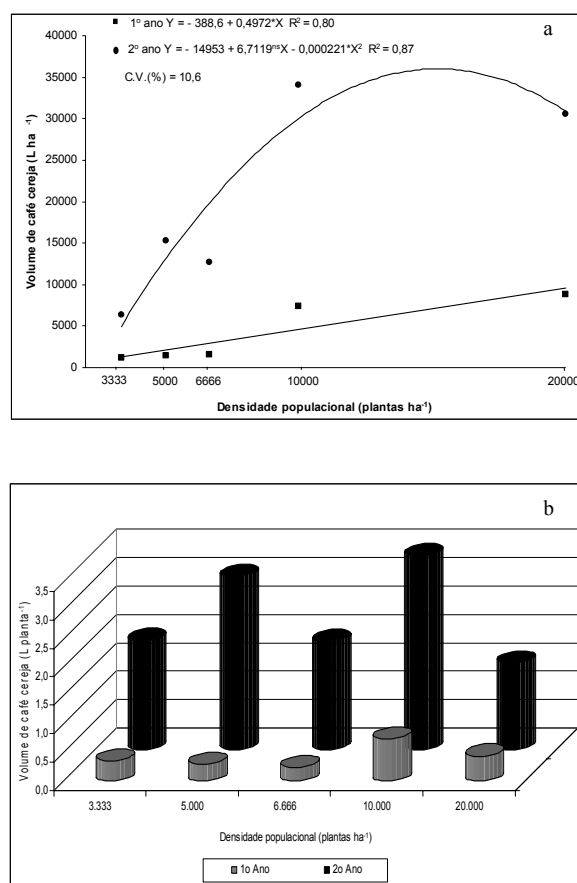 ■ 1º ano Y = - 388,6 + 0,4972*X R² = 0,80
a
● 2º ano Y = - 14953 + 6,7119ⁿˢX - 0,000221*X² R² = 0,87
C.V.(%) = 10,6
Volume de café cereja (L ha ⁻¹)
40000
35000
30000
25000
20000
15000
10000
5000
0
3333 5000 6666 10000 20000
Densidade populacional (plantas ha⁻¹)
b
Volume de café cereja (L planta⁻¹)
3,5
3,0
2,5
2,0
1,5
1,0
0,5
0,0
3.333 5.000 6.666 10.000 20.000
Densidade populacional (plantas ha⁻¹)
1o Ano 2o Ano